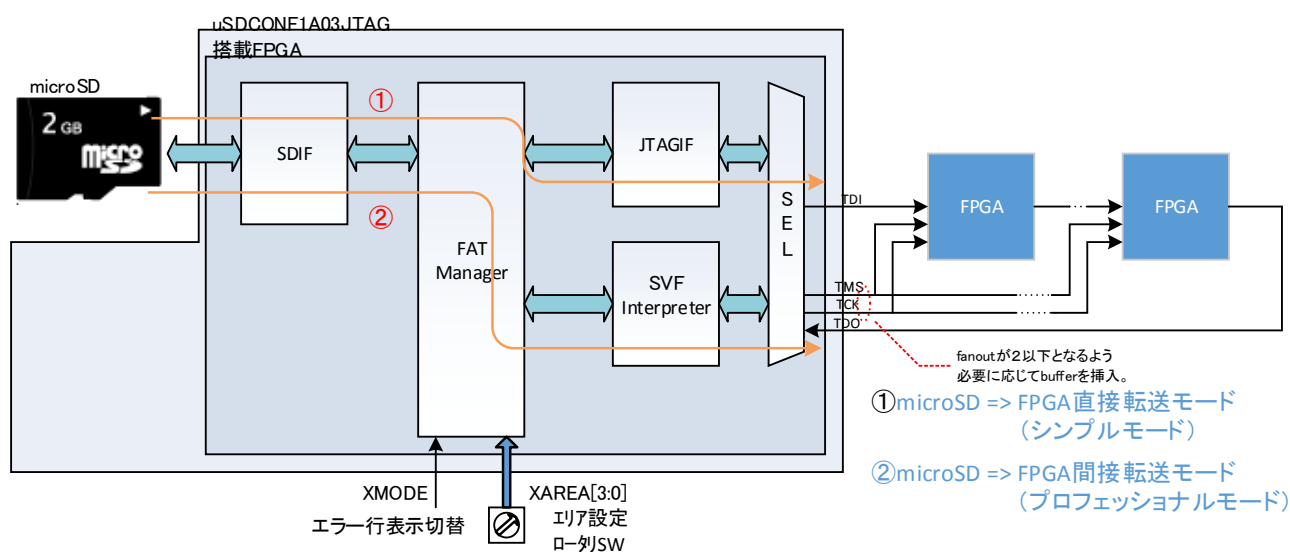 uSDCONF1A03JTAG
搭載FPGA
microSD
2 GB
micro
SD
①
SDIF
JTAGIF
②
FAT
Manager
SVF
Interpreter
S
E
L
TDI
FPGA
FPGA
TMS
TCK
TDO
fanoutが２以下となるよう
必要に応じてbufferを挿入。
①microSD => FPGA直接転送モード
（シンプルモード）
②microSD => FPGA間接転送モード
（プロフェッショナルモード）
XMODE
エラー行表示切替
XAREA[3:0]
エリア設定
ロータリSW